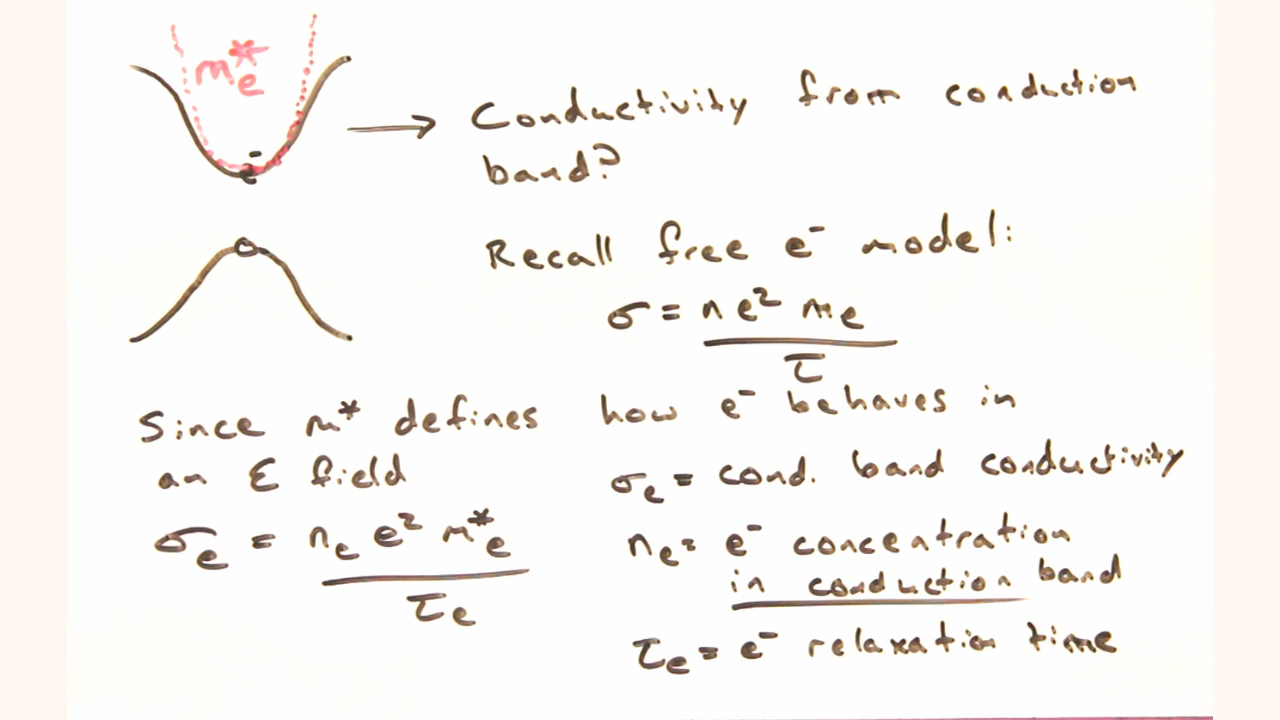 m*e
e-
→ Conductivity from conduction
band?
Recall free e⁻ model:
σ = n e² me
τ
Since m* defines how e⁻ behaves in
an ℰ field
σe = ne e² m*e
τe
σe = cond. band conductivity
ne = e⁻ concentration
in conduction band
τe = e⁻ relaxation time